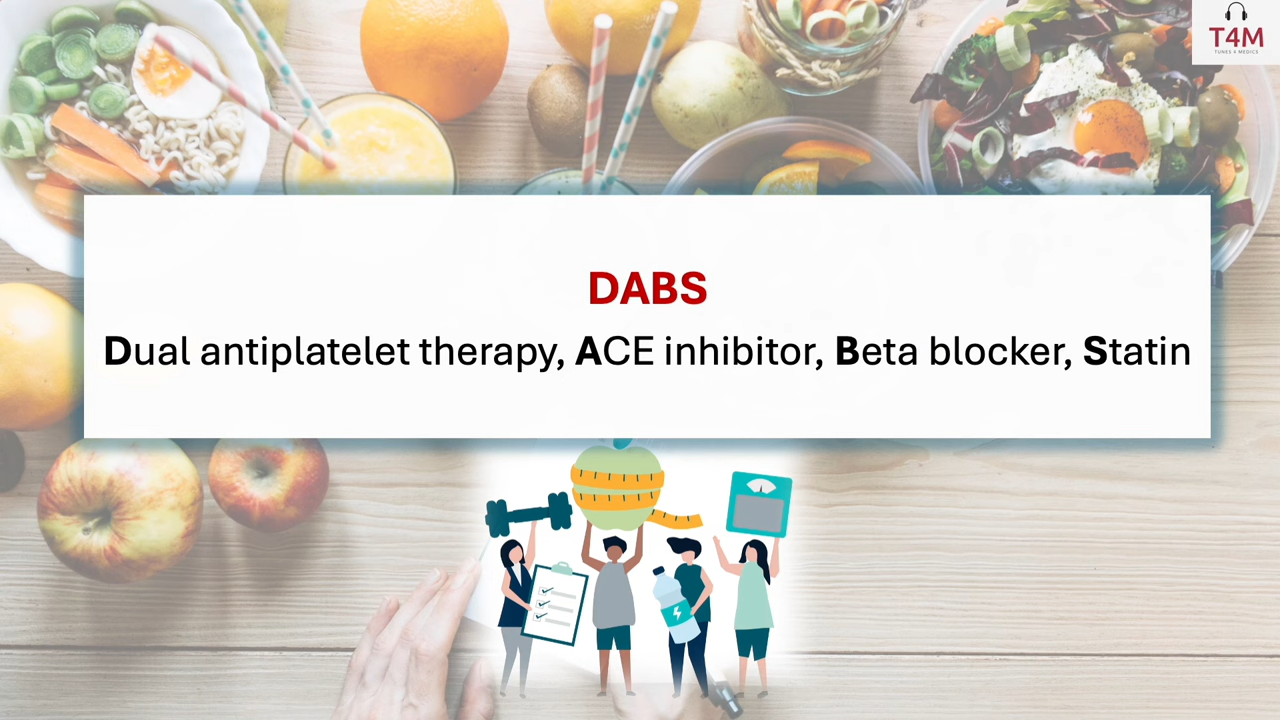 T4M
TUNES 4 MEDICS
DABS
Dual antiplatelet therapy, ACE inhibitor, Beta blocker, Statin